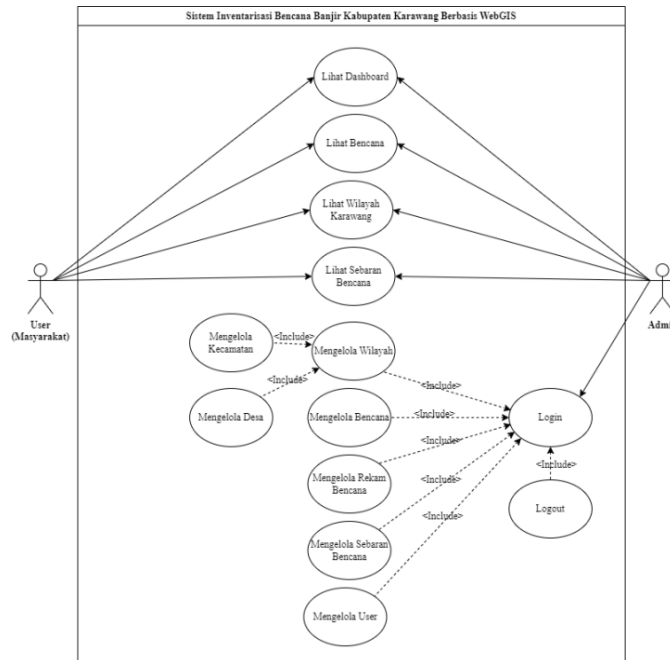 Sistem Inventarisasi Bencana Banjir Kabupaten Karawang Berbasis WebGIS
Lihat Dashboard
Lihat Bencana
Lihat Wilayah
Karawang
Lihat Sebaran
Bencana
User
(Masyarakat)
Admi
Mengelola
Kecamatan
<Include>
Mengelola Wilayah
<Include>
<Include>
Mengelola Desa
Mengelola Bencana
<Include>
Login
<Include>
Mengelola Rekam
Bencana
<Include>
<Include>
Logout
<Include>
Mengelola Sebaran
Bencana
Mengelola User